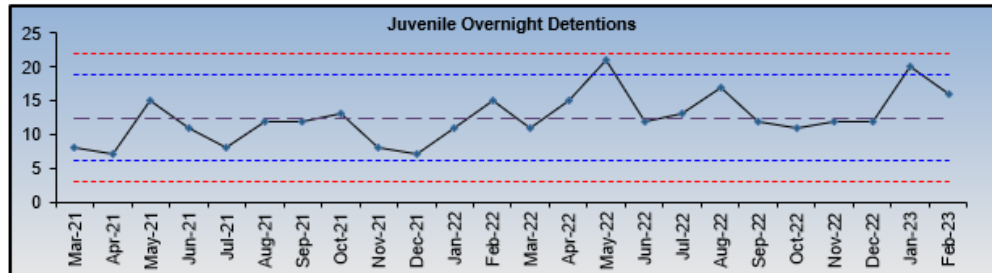 Juvenile Overnight Detentions
25
20
15
10
5
0
Mar-21
Apr-21
May-21
Jun-21
Jul-21
Aug-21
Sep-21
Oct-21
Nov-21
Dec-21
Jan-22
Feb-22
Mar-22
Apr-22
May-22
Jun-22
Jul-22
Aug-22
Sep-22
Oct-22
Nov-22
Dec-22
Jan-23
Feb-23